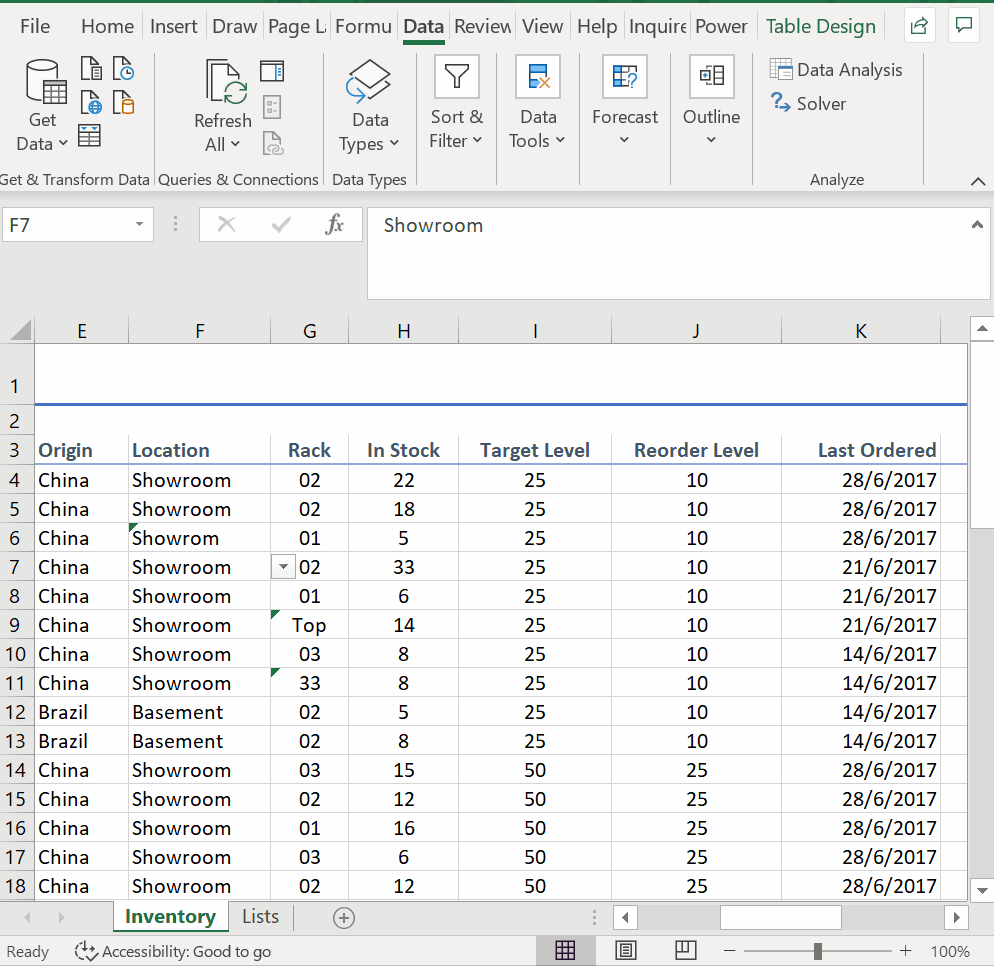 File Home Insert Draw Page La Formu Data Review View Help Inquire Power Table Design
Get Data
Refresh All
Data Types
Sort & Filter
Data Tools
Forecast
Outline
Data Analysis
Solver
Get & Transform Data Queries & Connections Data Types Analyze
F7 fx Showroom
E F G H I J K
1
2
3 Origin Location Rack In Stock Target Level Reorder Level Last Ordered
4 China Showroom 02 22 25 10 28/6/2017
5 China Showroom 02 18 25 10 28/6/2017
6 China Showrom 01 5 25 10 28/6/2017
7 China Showroom 02 33 25 10 21/6/2017
8 China Showroom 01 6 25 10 21/6/2017
9 China Showroom Top 14 25 10 21/6/2017
10 China Showroom 03 8 25 10 14/6/2017
11 China Showroom 33 8 25 10 14/6/2017
12 Brazil Basement 02 5 25 10 14/6/2017
13 Brazil Basement 02 8 25 10 14/6/2017
14 China Showroom 03 15 50 25 28/6/2017
15 China Showroom 02 12 50 25 28/6/2017
16 China Showroom 01 16 50 25 28/6/2017
17 China Showroom 03 6 50 25 28/6/2017
18 China Showroom 02 12 50 25 28/6/2017
Inventory Lists
Ready Accessibility: Good to go 100%